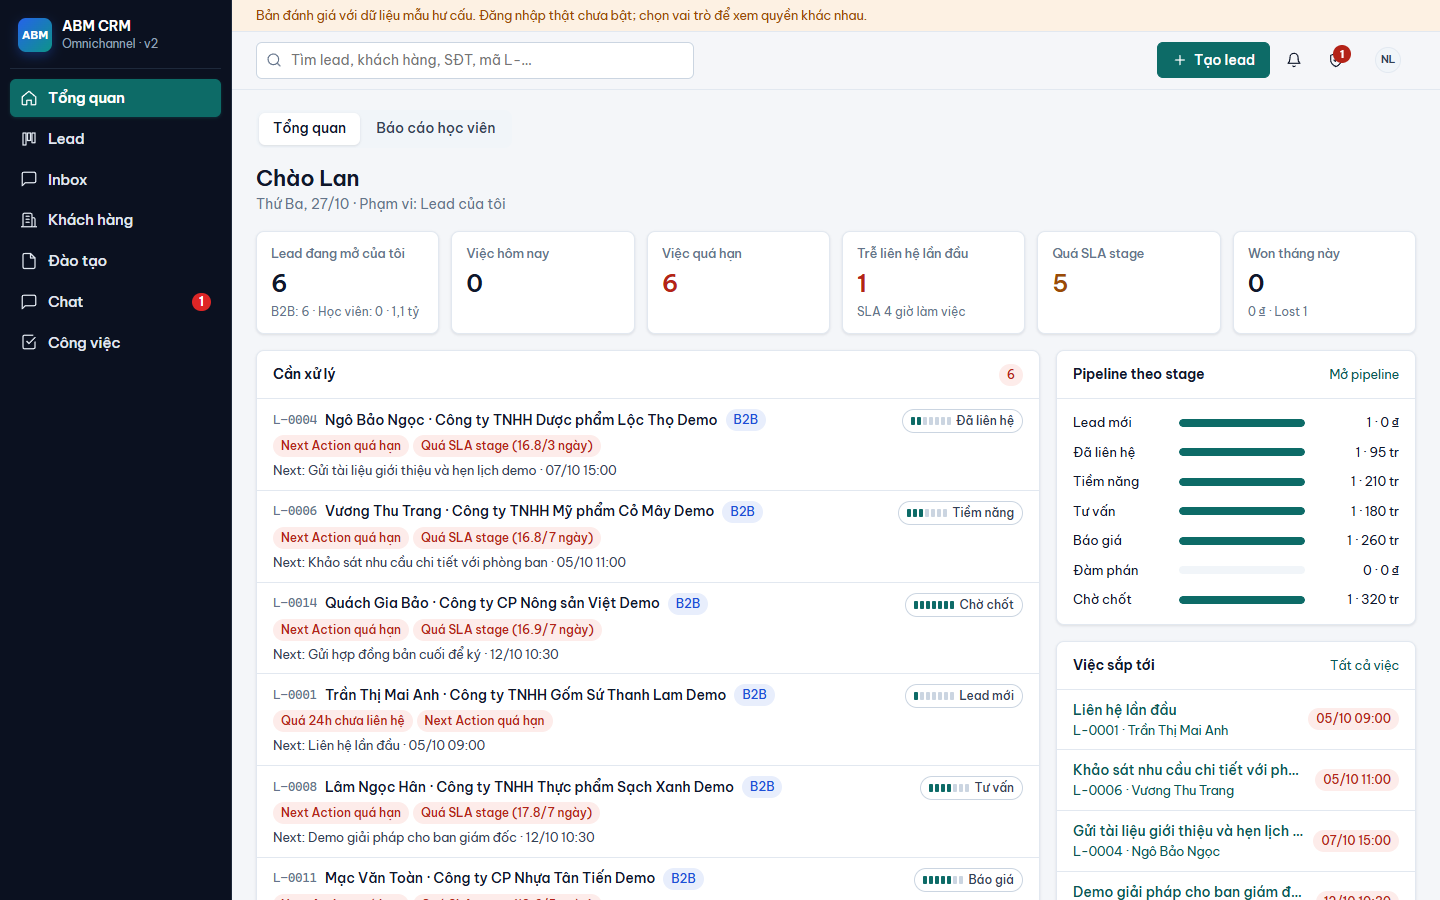 ABM
ABM CRM
Omnichannel · v2
Tổng quan
Lead
Inbox
Khách hàng
Đào tạo
Chat
1
Công việc
Bản đánh giá với dữ liệu mẫu hư cấu. Đăng nhập thật chưa bật; chọn vai trò để xem quyền khác nhau.
Tìm lead, khách hàng, SĐT, mã L-...
Tạo lead
1
NL
Tổng quan
Báo cáo học viên
Chào Lan
Thứ Ba, 27/10 · Phạm vi: Lead của tôi
Lead đang mở của tôi
6
B2B: 6 · Học viên: 0 · 1,1 tỷ
Việc hôm nay
0
Việc quá hạn
6
Trễ liên hệ lần đầu
1
SLA 4 giờ làm việc
Quá SLA stage
5
Won tháng này
0
0 ₫ · Lost 1
Cần xử lý
6
L-0004 Ngô Bảo Ngọc · Công ty TNHH Dược phẩm Lộc Thọ Demo B2B
Đã liên hệ
Next Action quá hạn Quá SLA stage (16.8/3 ngày)
Next: Gửi tài liệu giới thiệu và hẹn lịch demo · 07/10 15:00
L-0006 Vương Thu Trang · Công ty TNHH Mỹ phẩm Cỏ Mây Demo B2B
Tiềm năng
Next Action quá hạn Quá SLA stage (16.8/7 ngày)
Next: Khảo sát nhu cầu chi tiết với phòng ban · 05/10 11:00
L-0014 Quách Gia Bảo · Công ty CP Nông sản Việt Demo B2B
Chờ chốt
Next Action quá hạn Quá SLA stage (16.9/7 ngày)
Next: Gửi hợp đồng bản cuối để ký · 12/10 10:30
L-0001 Trần Thị Mai Anh · Công ty TNHH Gốm Sứ Thanh Lam Demo B2B
Lead mới
Quá 24h chưa liên hệ Next Action quá hạn
Next: Liên hệ lần đầu · 05/10 09:00
L-0008 Lâm Ngọc Hân · Công ty TNHH Thực phẩm Sạch Xanh Demo B2B
Tư vấn
Next Action quá hạn Quá SLA stage (17.8/7 ngày)
Next: Demo giải pháp cho ban giám đốc · 12/10 10:30
L-0011 Mạc Văn Toàn · Công ty CP Nhựa Tân Tiến Demo B2B
Báo giá
Pipeline theo stage
Mở pipeline
Lead mới 1 · 0 ₫
Đã liên hệ 1 · 95 tr
Tiềm năng 1 · 210 tr
Tư vấn 1 · 180 tr
Báo giá 1 · 260 tr
Đàm phán 0 · 0 ₫
Chờ chốt 1 · 320 tr
Việc sắp tới
Tất cả việc
Liên hệ lần đầu
L-0001 · Trần Thị Mai Anh
05/10 09:00
Khảo sát nhu cầu chi tiết với ph...
L-0006 · Vương Thu Trang
05/10 11:00
Gửi tài liệu giới thiệu và hẹn lịch ...
L-0004 · Ngô Bảo Ngọc
07/10 15:00
Demo giải pháp cho ban giám đ...